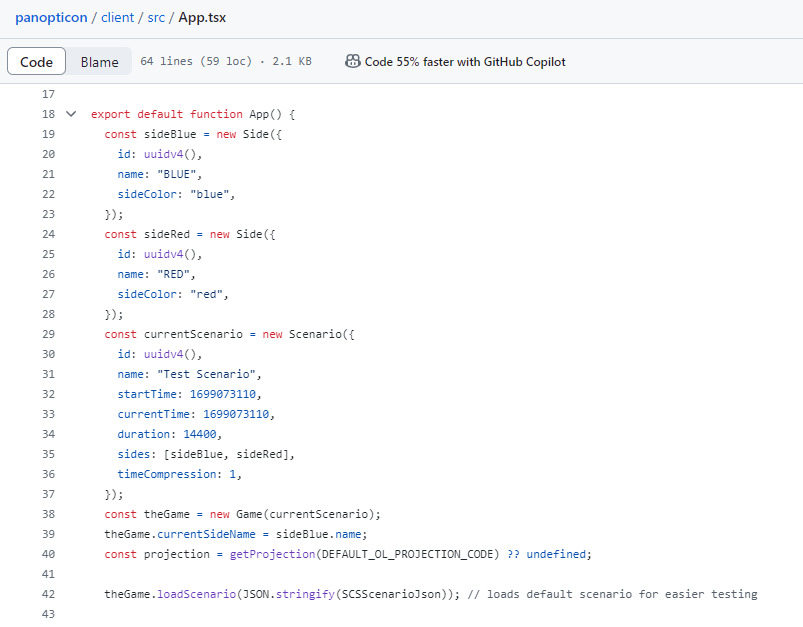 panopticon / client / src / App.tsx
Code Blame 64 lines (59 loc) · 2.1 KB Code 55% faster with GitHub Copilot
17
18 export default function App() {
19 const sideBlue = new Side({
20 id: uuidv4(),
21 name: "BLUE",
22 sideColor: "blue",
23 });
24 const sideRed = new Side({
25 id: uuidv4(),
26 name: "RED",
27 sideColor: "red",
28 });
29 const currentScenario = new Scenario({
30 id: uuidv4(),
31 name: "Test Scenario",
32 startTime: 1699073110,
33 currentTime: 1699073110,
34 duration: 14400,
35 sides: [sideBlue, sideRed],
36 timeCompression: 1,
37 });
38 const theGame = new Game(currentScenario);
39 theGame.currentSideName = sideBlue.name;
40 const projection = getProjection(DEFAULT_OL_PROJECTION_CODE) ?? undefined;
41
42 theGame.loadScenario(JSON.stringify(SCSScenarioJson)); // loads default scenario for easier testing
43